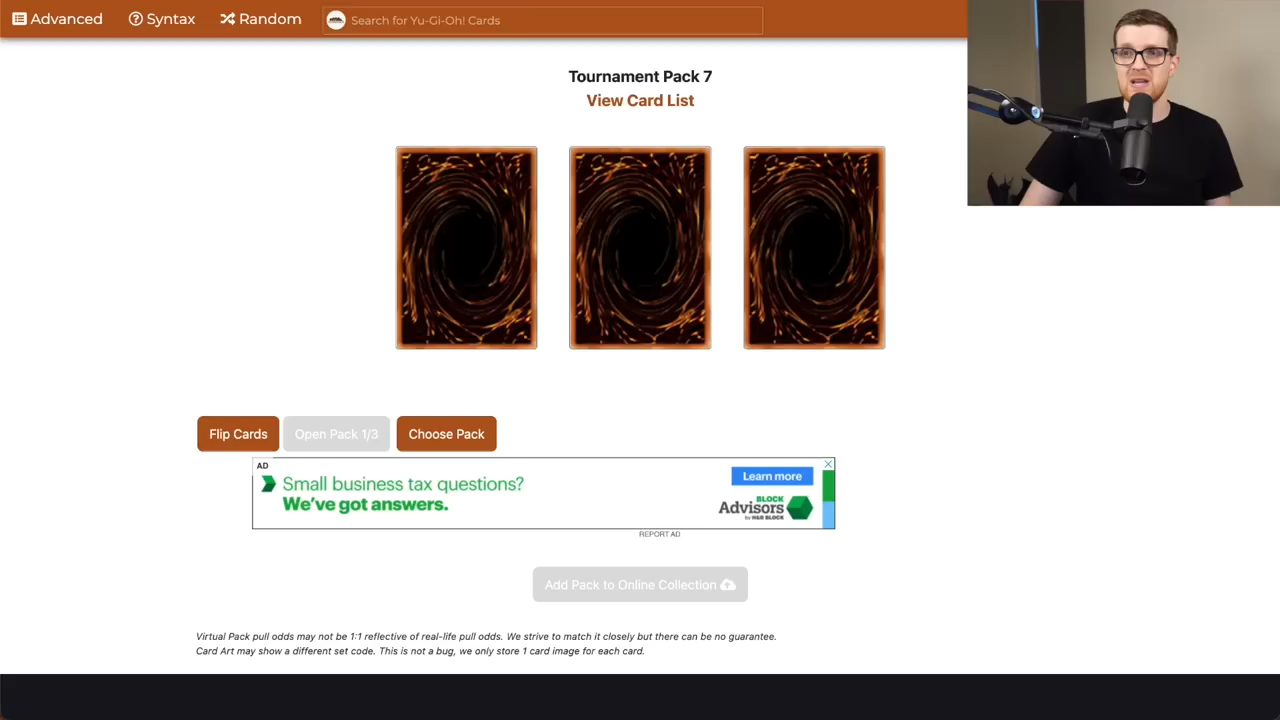 Advanced
Syntax
Random
Search for Yu-Gi-Oh! Cards
Tournament Pack 7
View Card List
Flip Cards
Open Pack 1/3
Choose Pack
AD
Small business tax questions?
We've got answers.
Learn more
BLOCK
Advisors
by H&R BLOCK
REPORT AD
Add Pack to Online Collection
Virtual Pack pull odds may not be 1:1 reflective of real-life pull odds. We strive to match it closely but there can be no guarantee.
Card Art may show a different set code. This is not a bug, we only store 1 card image for each card.